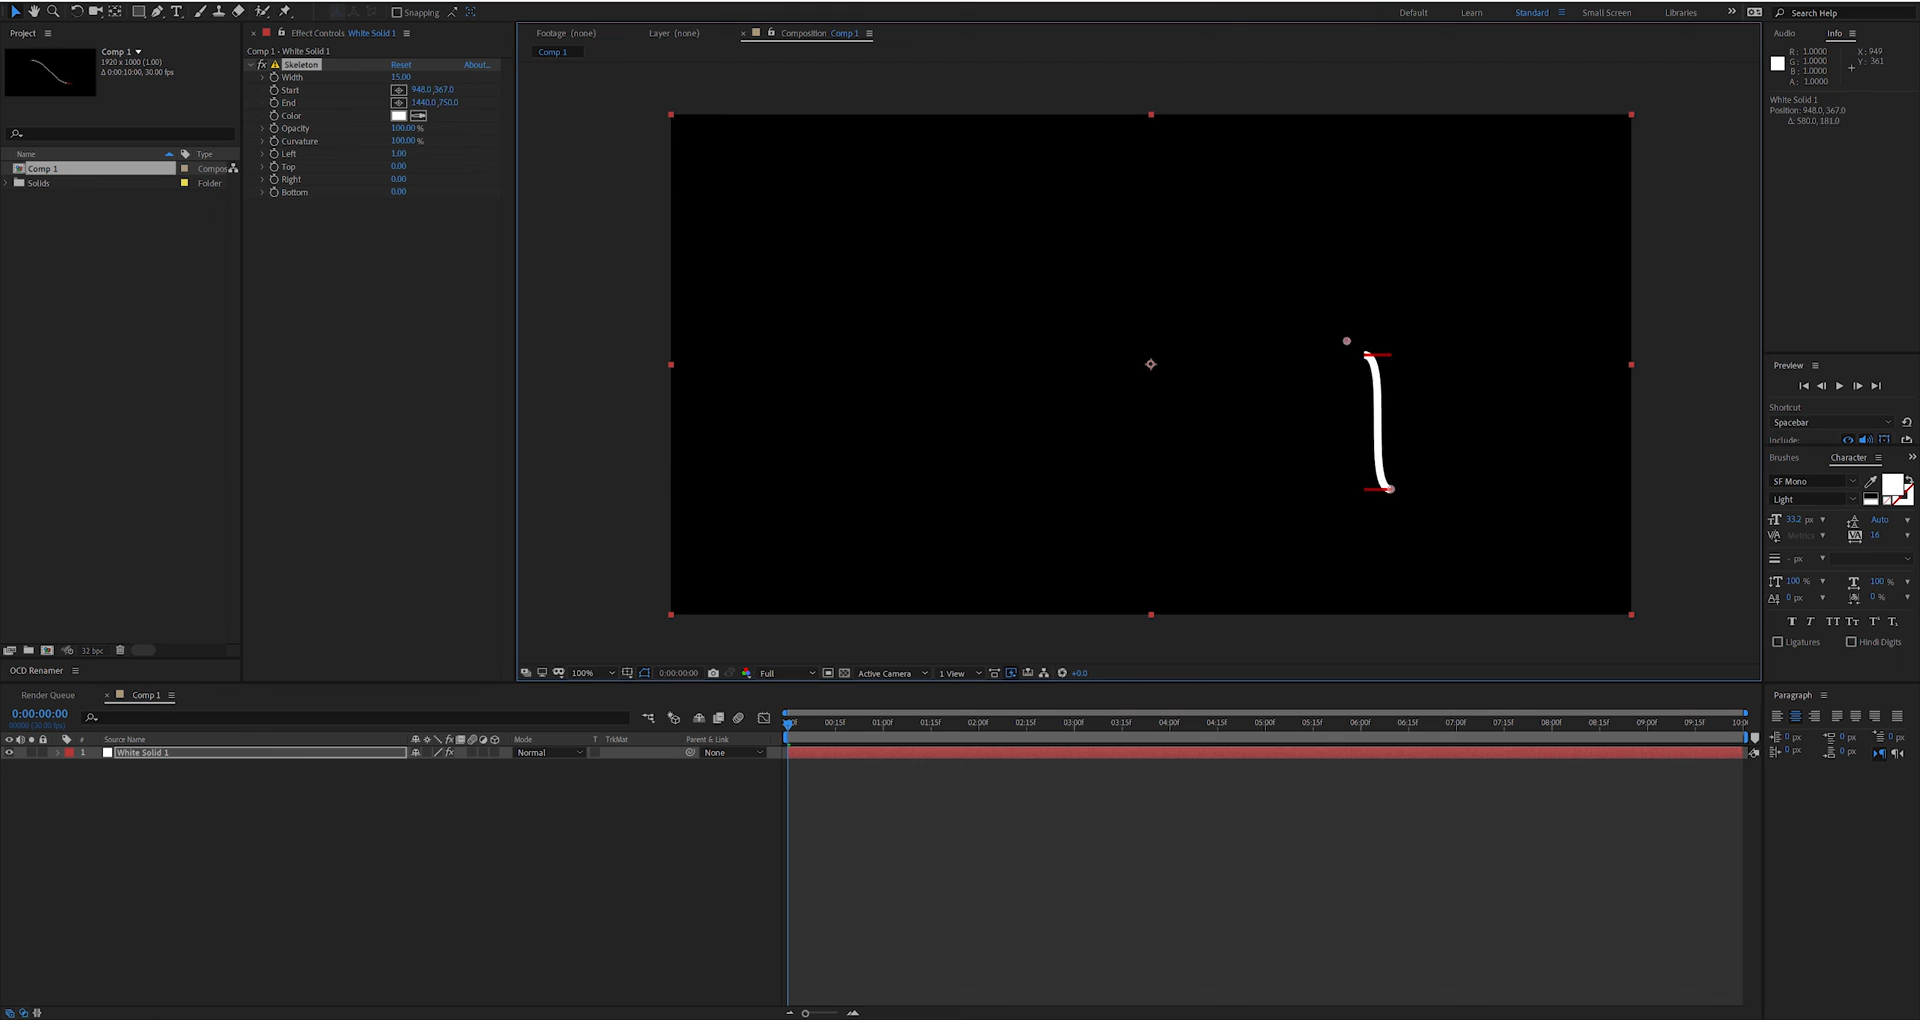 Snapping
Default
Learn
Standard
Small Screen
Libraries
Search Help
Project
Effect Controls White Solid 1
Footage (none)
Layer (none)
Composition Comp 1
Audio
Info
Comp 1
1920 x 1000 (1.00)
Δ 0:00:10:00, 30.00 fps
Comp 1 · White Solid 1
fx Skeleton Reset About...
Width 15.00
Start 948.0,367.0
End 1440.0,750.0
Color
Opacity 100.00 %
Curvature 100.00 %
Left 1.00
Top 0.00
Right 0.00
Bottom 0.00
Comp 1
R: 1.0000
G: 1.0000
B: 1.0000
A: 1.0000
X: 949
Y: 361
White Solid 1
Position: 948.0, 367.0
Δ: 580.0, 181.0
Name Type
Comp 1 Compos
Solids Folder
Preview
Shortcut
Spacebar
Include:
Brushes Character
SF Mono
Light
33.2 px Auto
Metrics 16
- px
100 % 100 %
0 px 0 %
T T TT Tt T T
Ligatures Hindi Digits
32 bpc
OCD Renamer
100% 0:00:00:00 Full Active Camera 1 View +0.0
Render Queue Comp 1
0:00:00:00
00000 (30.00 fps)
00:15f 01:00f 01:15f 02:00f 02:15f 03:00f 03:15f 04:00f 04:15f 05:00f 05:15f 06:00f 06:15f 07:00f 07:15f 08:00f 08:15f 09:00f 09:15f
# Source Name Mode T TrkMat Parent & Link
1 White Solid 1 fx Normal None
Paragraph
0 px 0 px 0 px
0 px 0 px